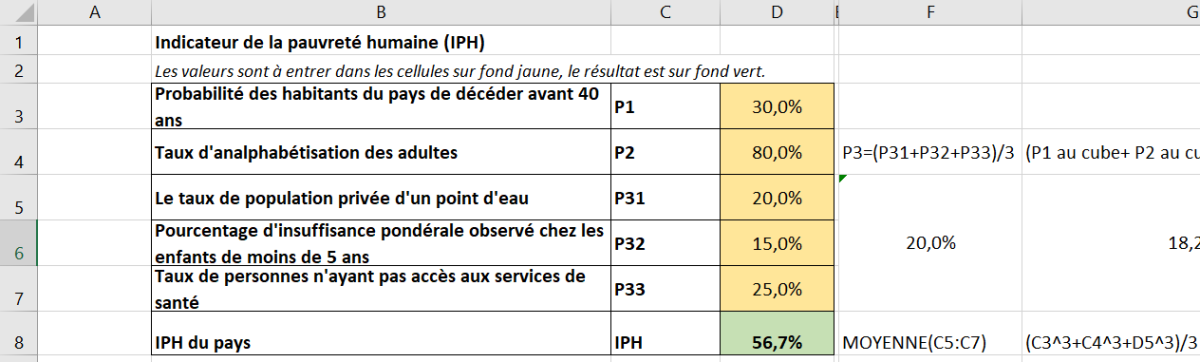 A B C D E F G
1 Indicateur de la pauvreté humaine (IPH)
2 Les valeurs sont à entrer dans les cellules sur fond jaune, le résultat est sur fond vert.
3 Probabilité des habitants du pays de décéder avant 40
ans P1 30,0%
4 Taux d'analphabétisation des adultes P2 80,0% P3=(P31+P32+P33)/3 (P1 au cube+ P2 au cu
5 Le taux de population privée d'un point d'eau P31 20,0%
6 Pourcentage d'insuffisance pondérale observé chez les
enfants de moins de 5 ans P32 15,0% 20,0% 18,2
7 Taux de personnes n'ayant pas accès aux services de
santé P33 25,0%
8 IPH du pays IPH 56,7% MOYENNE(C5:C7) (C3^3+C4^3+D5^3)/3